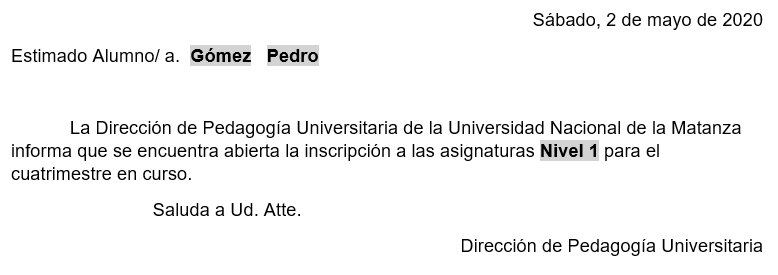 Sábado, 2 de mayo de 2020
Estimado Alumno/ a. Gómez Pedro
La Dirección de Pedagogía Universitaria de la Universidad Nacional de la Matanza
informa que se encuentra abierta la inscripción a las asignaturas Nivel 1 para el
cuatrimestre en curso.
Saluda a Ud. Atte.
Dirección de Pedagogía Universitaria